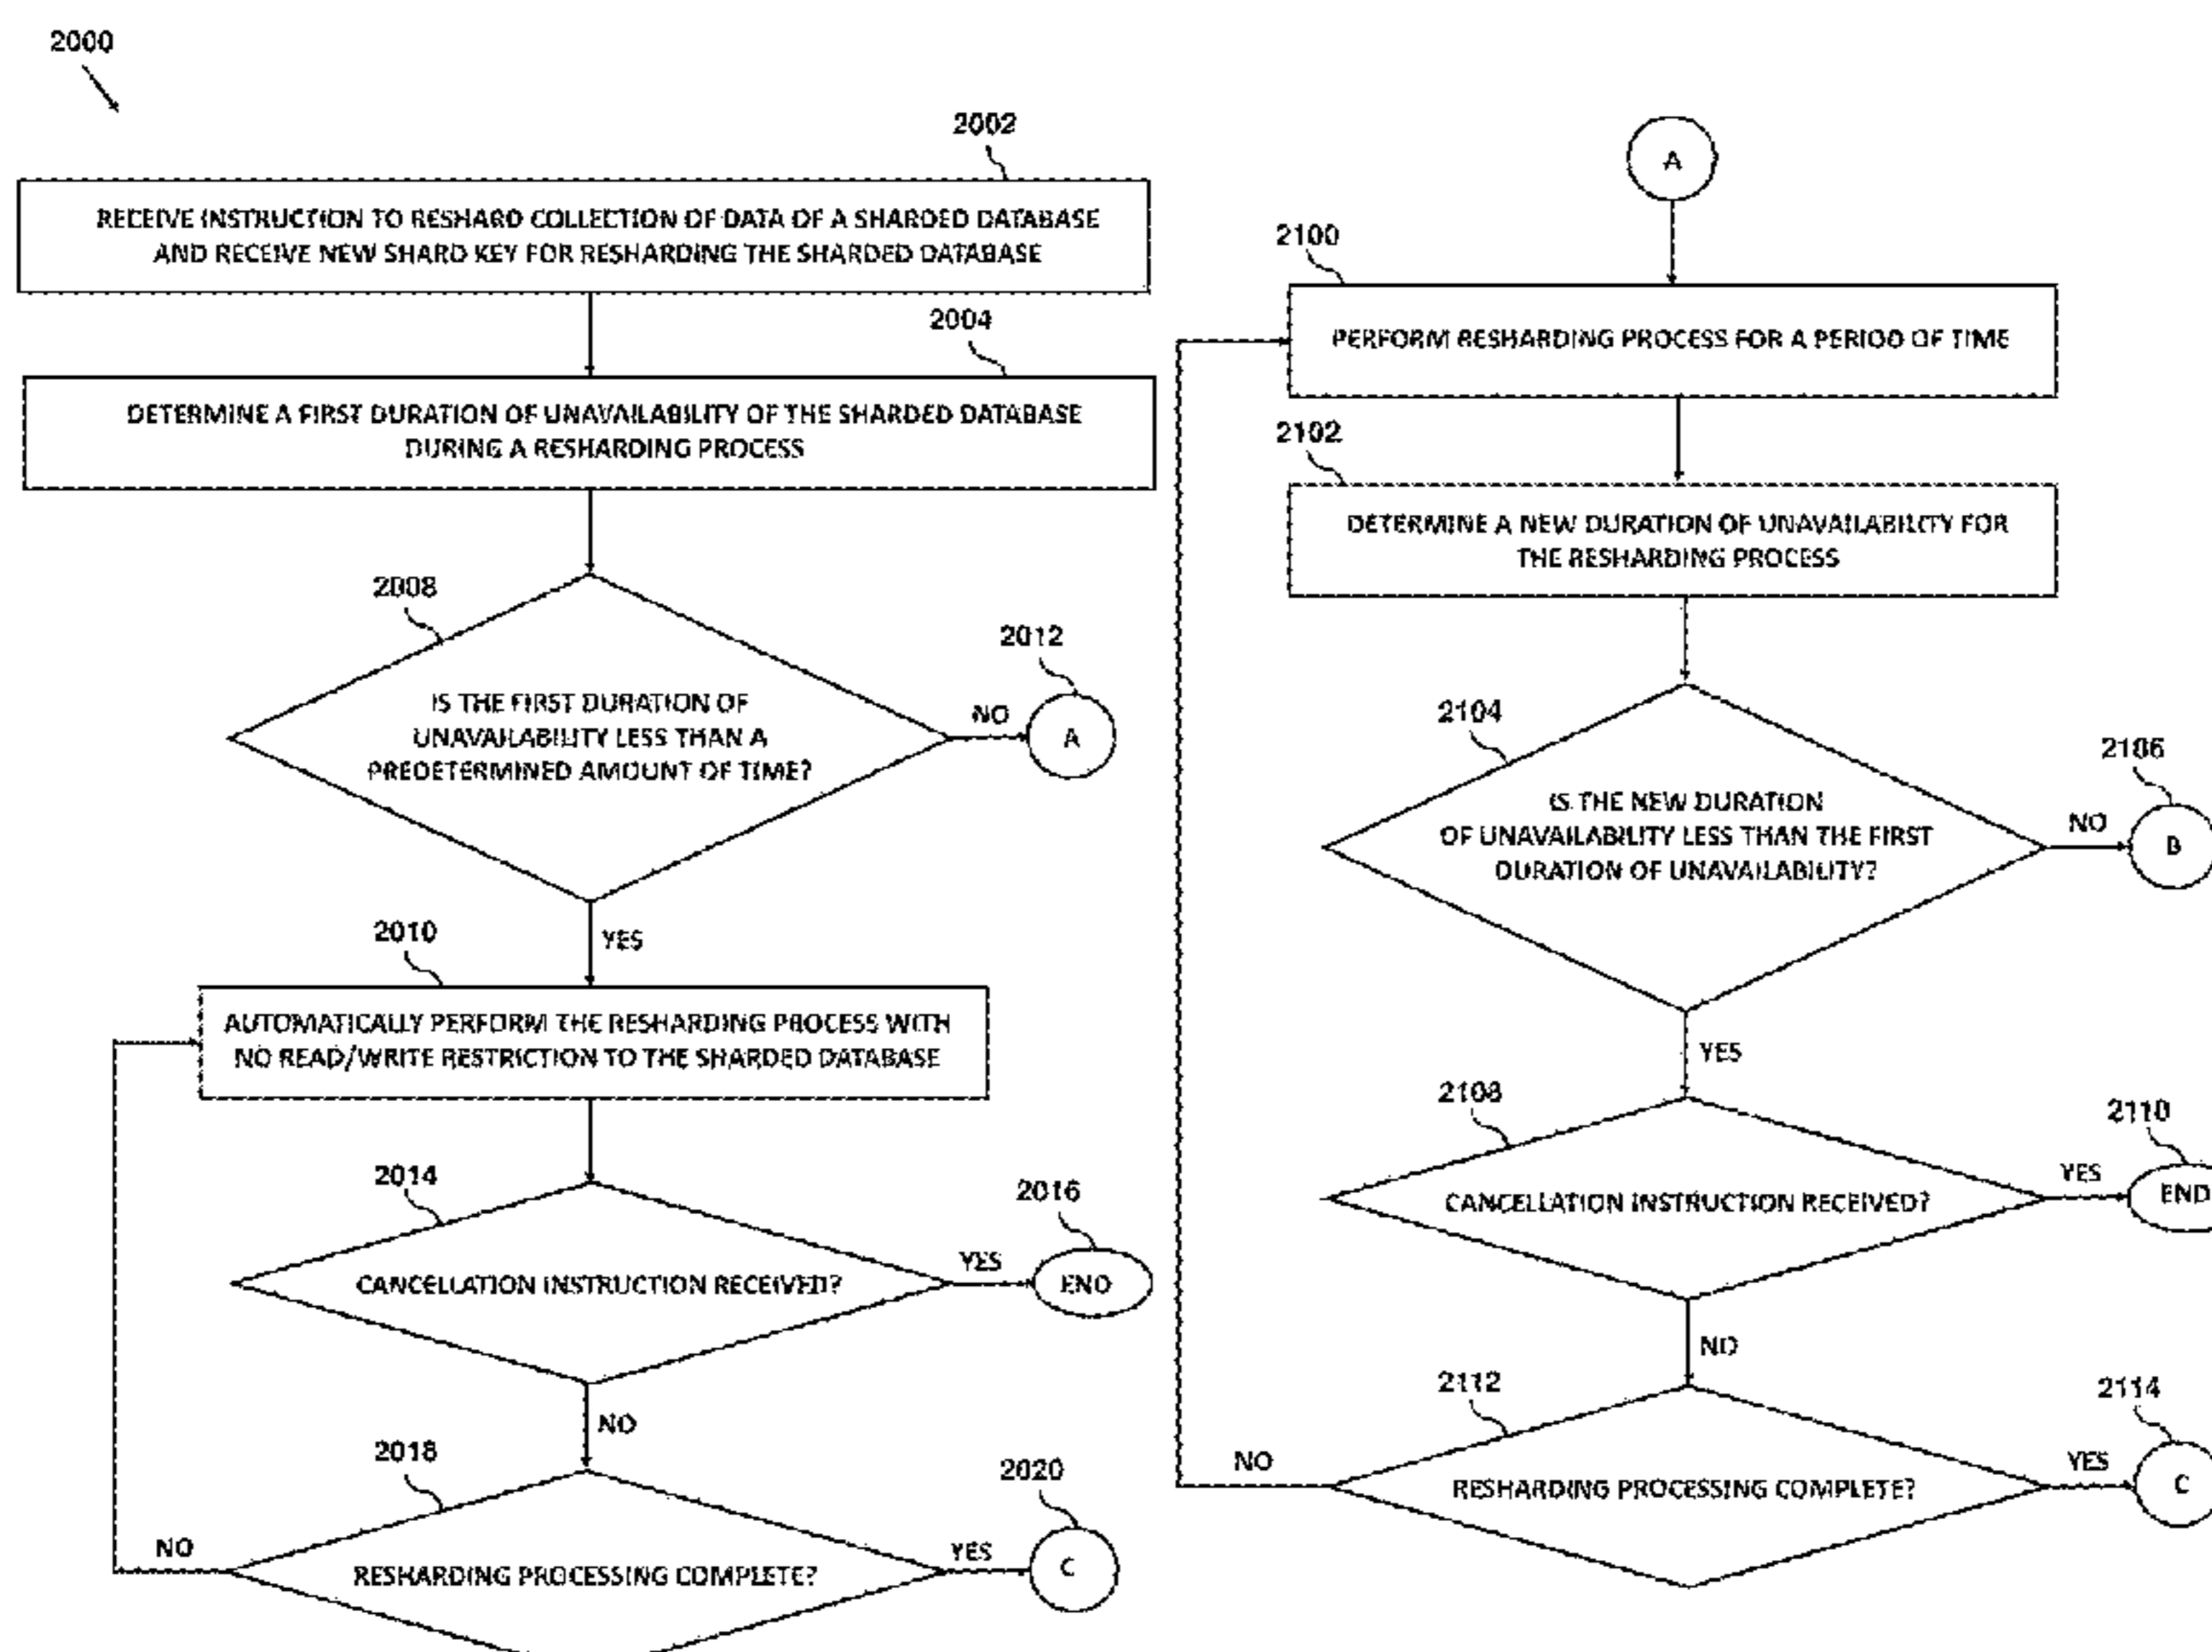 2000
2002
RECEIVE INSTRUCTION TO RESHARD COLLECTION OF DATA OF A SHARDED DATABASE
AND RECEIVE NEW SHARD KEY FOR RESHARDING THE SHARDED DATABASE
2004
DETERMINE A FIRST DURATION OF UNAVAILABILITY OF THE SHARDED DATABASE
DURING A RESHARDING PROCESS
2008
IS THE FIRST DURATION OF
UNAVAILABILITY LESS THAN A
PREDETERMINED AMOUNT OF TIME?
NO
2012
A
YES
2010
AUTOMATICALLY PERFORM THE RESHARDING PROCESS WITH
NO READ/WRITE RESTRICTION TO THE SHARDED DATABASE
2014
CANCELLATION INSTRUCTION RECEIVED?
YES
2016
END
NO
2018
RESHARDING PROCESSING COMPLETE?
NO
YES
2020
C
A
2100
PERFORM RESHARDING PROCESS FOR A PERIOD OF TIME
2102
DETERMINE A NEW DURATION OF UNAVAILABILITY FOR
THE RESHARDING PROCESS
2104
IS THE NEW DURATION
OF UNAVAILABILITY LESS THAN THE FIRST
DURATION OF UNAVAILABILITY?
NO
2106
B
YES
2108
CANCELLATION INSTRUCTION RECEIVED?
YES
2110
END
NO
2112
RESHARDING PROCESSING COMPLETE?
NO
YES
2114
C